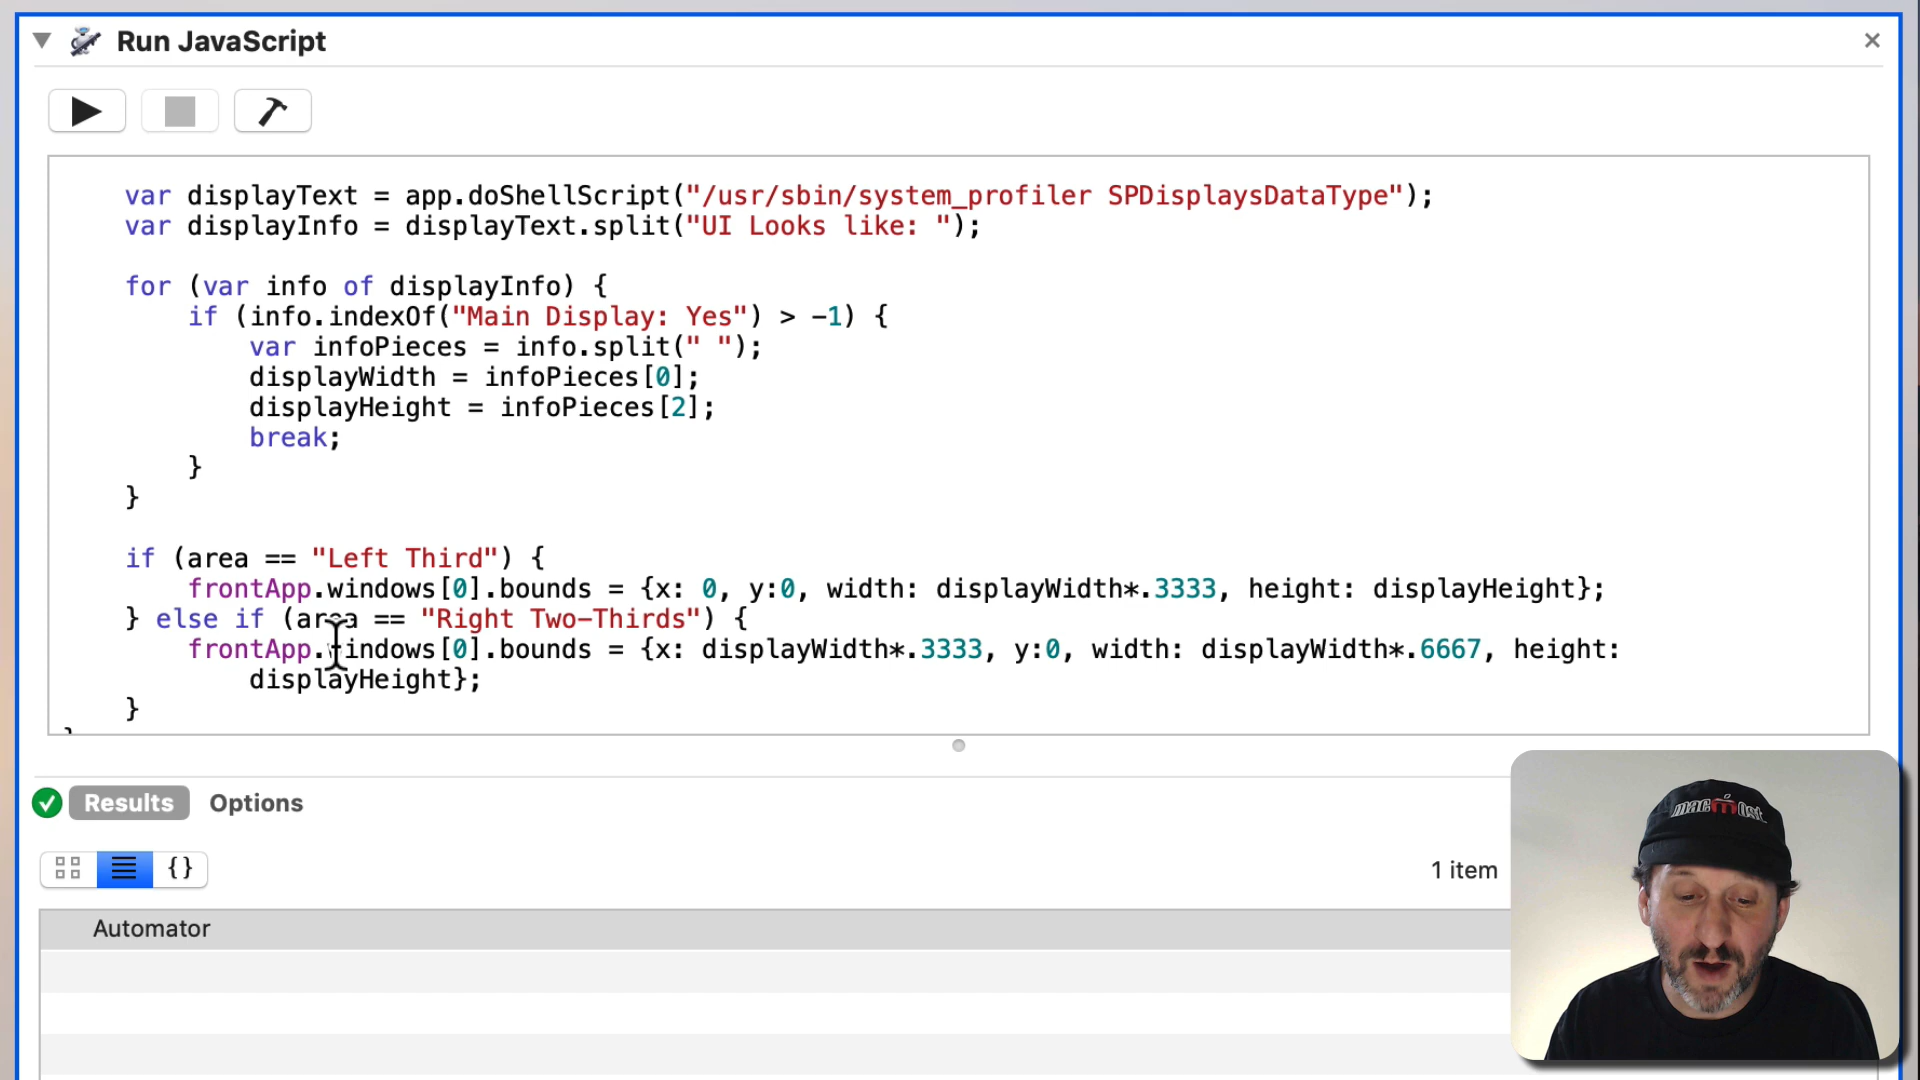 Run JavaScript
var displayText = app.doShellScript("/usr/sbin/system_profiler SPDisplaysDataType");
var displayInfo = displayText.split("UI Looks like: ");
for (var info of displayInfo) {
if (info.indexOf("Main Display: Yes") > -1) {
var infoPieces = info.split(" ");
displayWidth = infoPieces[0];
displayHeight = infoPieces[2];
break;
}
}
if (area == "Left Third") {
frontApp.windows[0].bounds = {x: 0, y:0, width: displayWidth*.3333, height: displayHeight};
} else if (area == "Right Two-Thirds") {
frontApp.windows[0].bounds = {x: displayWidth*.3333, y:0, width: displayWidth*.6667, height:
displayHeight};
}
Results Options
{}
1 item
macmost
Automator